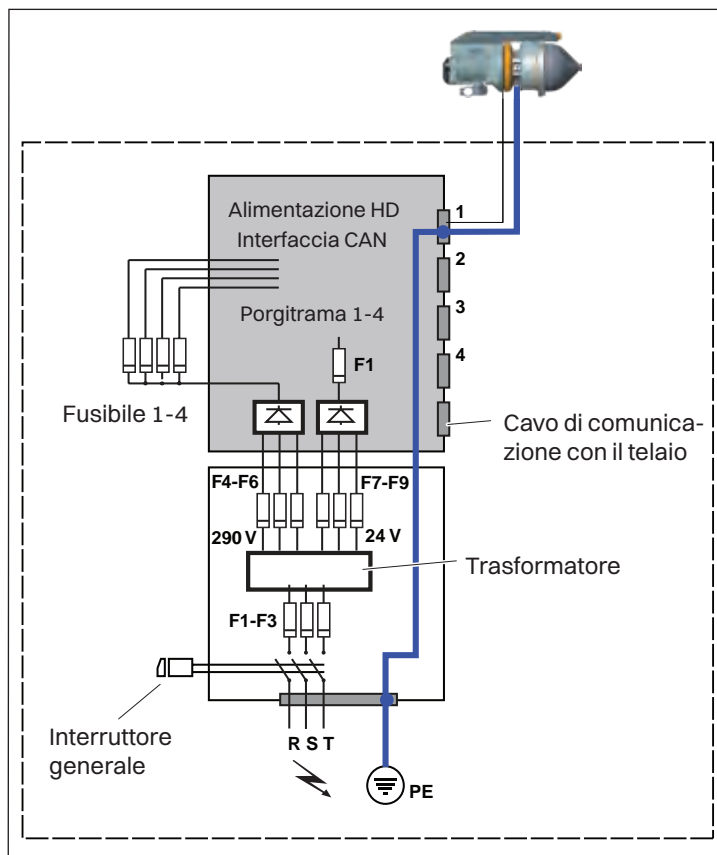 Alimentazione HD
Interfaccia CAN
1
2
Porgitrama 1-4
3
4
F1
Fusibile 1-4
Cavo di comunica-
zione con il telaio
F4-F6
F7-F9
290 V
24 V
Trasformatore
F1-F3
Interruttore
generale
R S T
PE